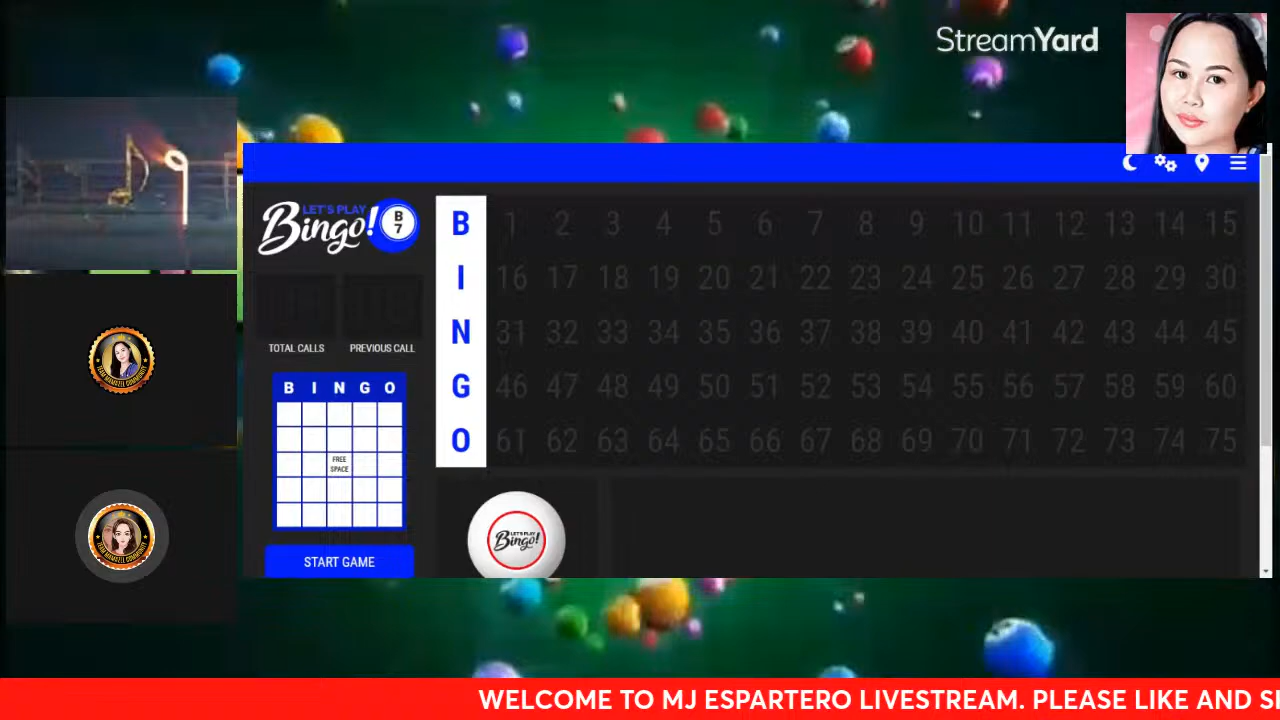 StreamYard
LET'S PLAY
Bingo!
B
7
TOTAL CALLS
PREVIOUS CALL
B I N G O
FREE
SPACE
START GAME
B 1 2 3 4 5 6 7 8 9 10 11 12 13 14 15
I 16 17 18 19 20 21 22 23 24 25 26 27 28 29 30
N 31 32 33 34 35 36 37 38 39 40 41 42 43 44 45
G 46 47 48 49 50 51 52 53 54 55 56 57 58 59 60
O 61 62 63 64 65 66 67 68 69 70 71 72 73 74 75
LET'S PLAY
Bingo!
WELCOME TO MJ ESPARTERO LIVESTREAM. PLEASE LIKE AND